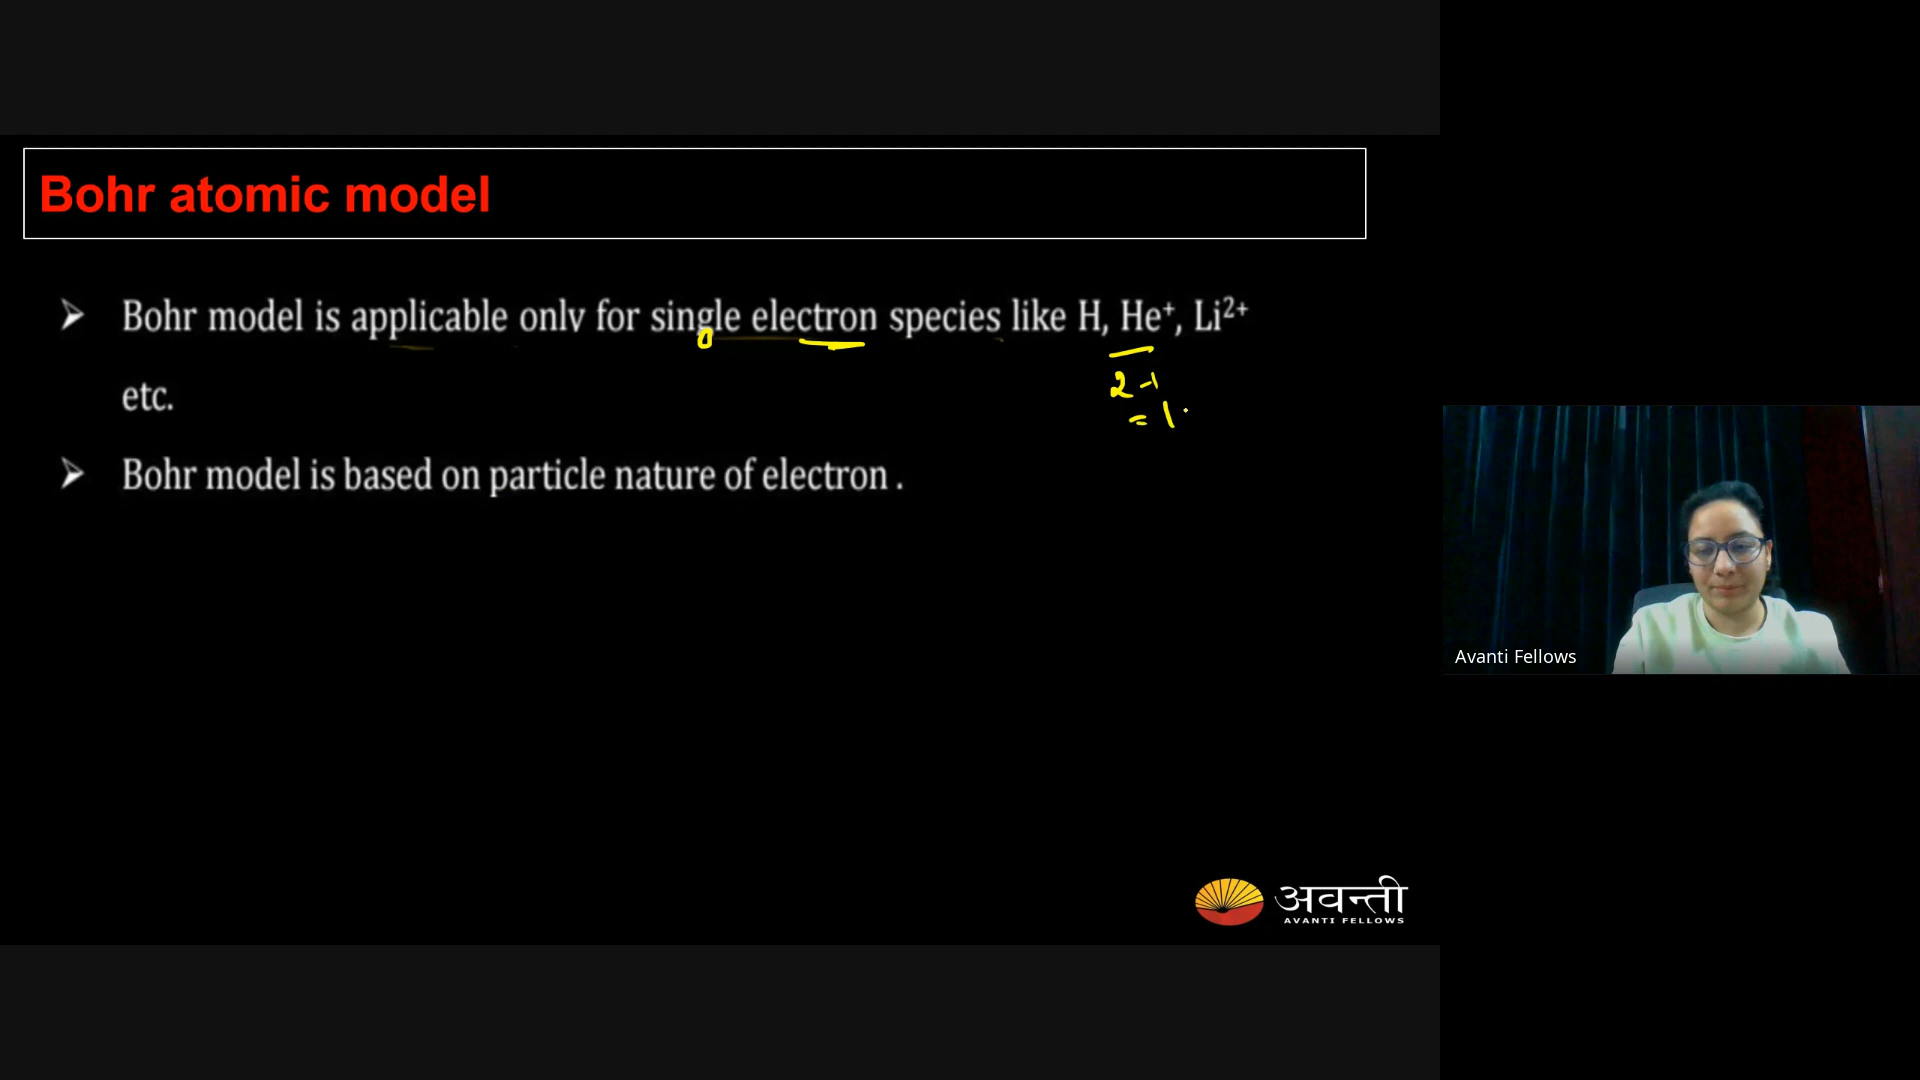 Bohr atomic model
➤ Bohr model is applicable only for single electron species like H, He⁺, Li²⁺
etc.
2 -1
= 1
➤ Bohr model is based on particle nature of electron .
Avanti Fellows
अवन्ती
AVANTI FELLOWS